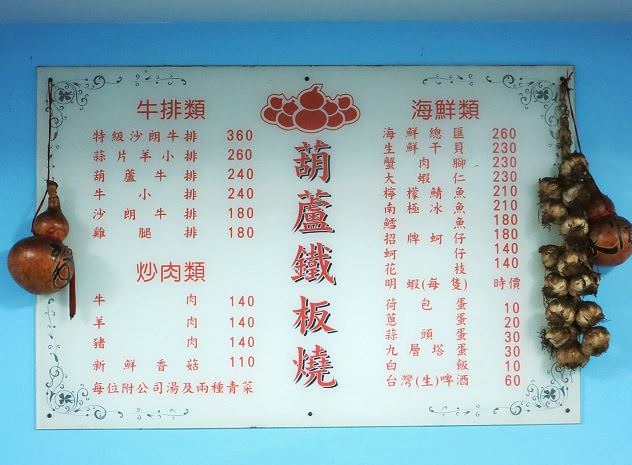 牛排類
特級沙朗牛排 360
蒜片羊小排 260
葫蘆牛排 240
牛小排 240
沙朗牛排 180
雞腿排 180
炒肉類
牛肉 140
羊肉 140
豬肉 140
新鮮香菇 110
每位附公司湯及兩種青菜
葫蘆鐵板燒
海鮮類
海鮮總匯 260
生鮮干貝 230
蟹肉腳 230
大蝦仁 230
檸檬鯖魚 210
南極冰魚 210
鱈魚 180
招牌蚵仔 180
蚵仔 140
花枝 140
明蝦(每隻) 時價
荷包蛋 10
蔥蛋 20
蒜頭蛋 30
九層塔蛋 30
白飯 10
台灣(生)啤酒 60